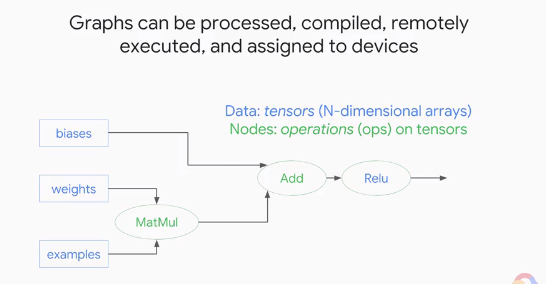 Graphs can be processed, compiled, remotely
executed, and assigned to devices
Data: tensors (N-dimensional arrays)
Nodes: operations (ops) on tensors
biases
Add
Relu
weights
MatMul
examples